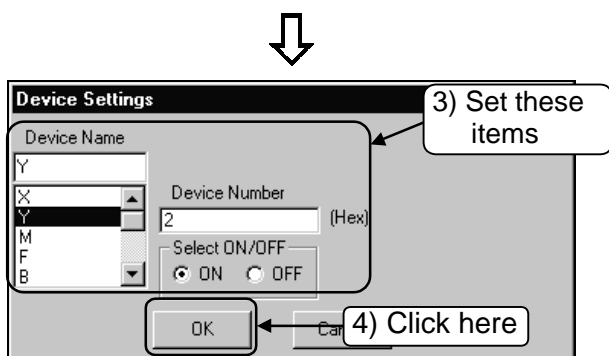 Device Settings
3) Set these
items
Device Name
Y
X
Y
M
F
B
Device Number
2
(Hex)
Select ON/OFF
ON
OFF
OK
4) Click here